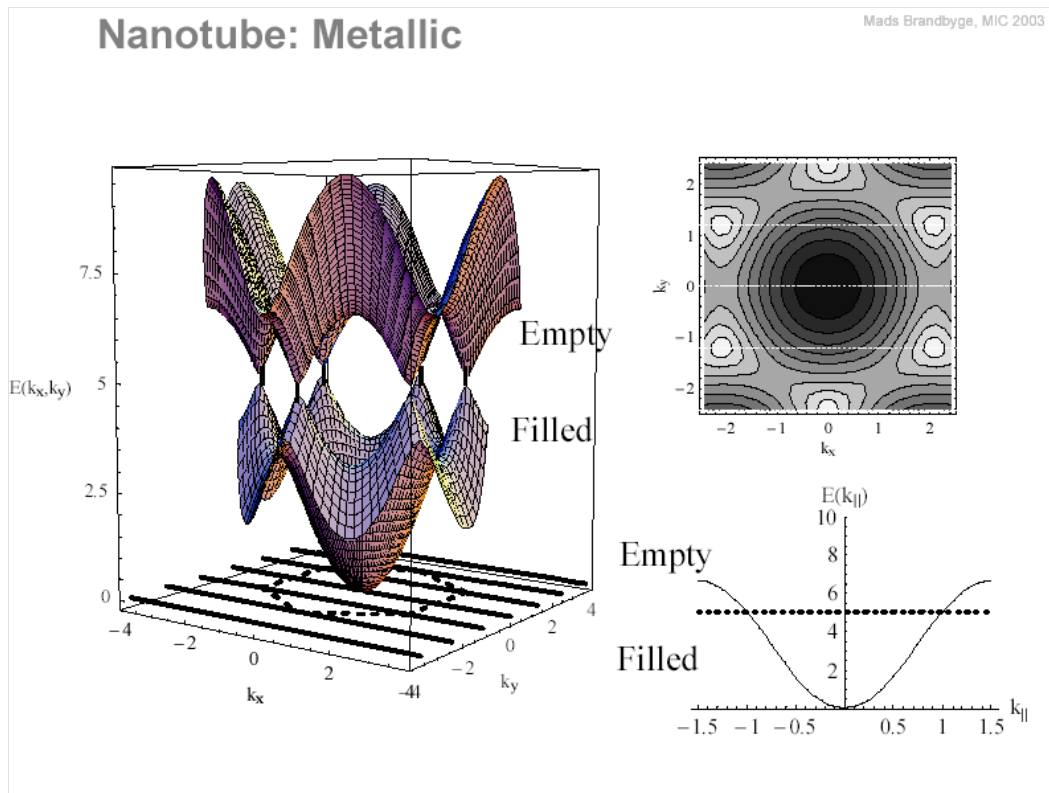 Nanotube: Metallic
Mads Brandbyge, MIC 2003
7.5
E(kx,ky)
5
2.5
0
Empty
Filled
−4
−2
0
2
-44
kx
−2
0
2
4
ky
2
1
0
−1
−2
ky
−2
−1
0
1
2
kx
E(k||)
10
8
6
4
2
Empty
Filled
−1.5
−1
−0.5
0.5
1
1.5
k||